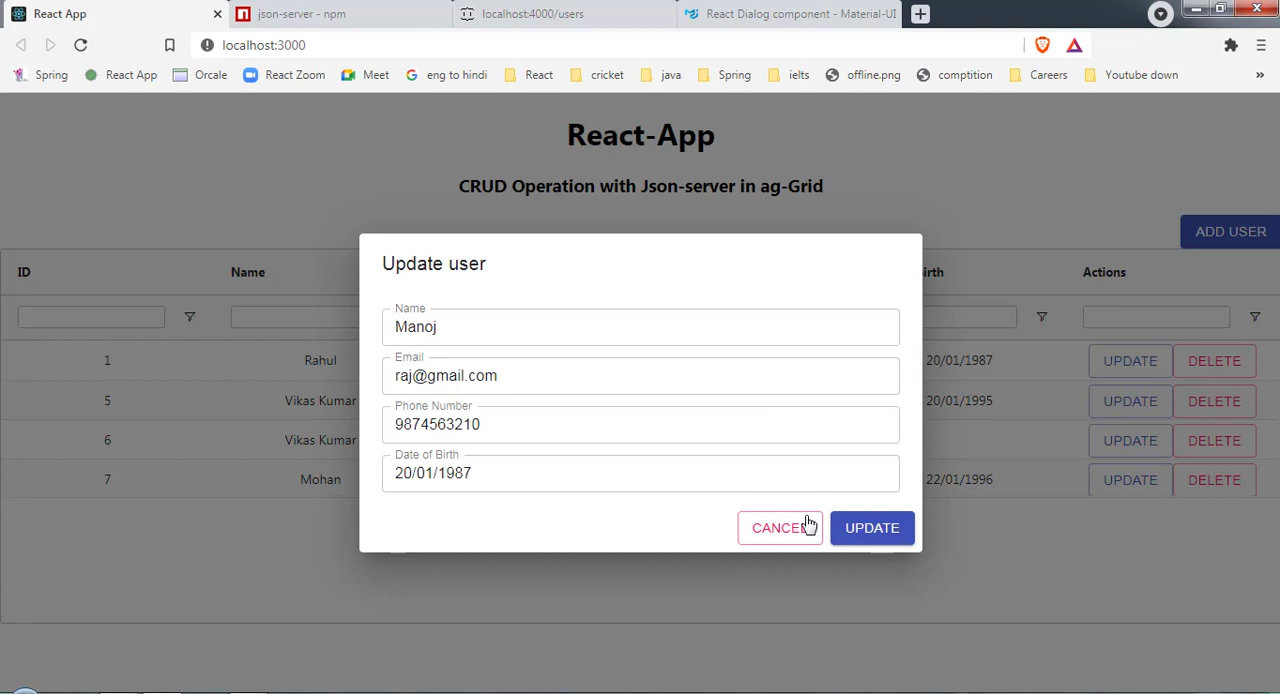 React App
json-server - npm
localhost:4000/users
React Dialog component - Material-UI
localhost:3000
Spring
React App
Orcale
React Zoom
Meet
eng to hindi
React
cricket
java
Spring
ielts
offline.png
comptition
Careers
Youtube down
»
React-App
CRUD Operation with Json-server in ag-Grid
ADD USER
ID Name irth Actions
Update user
Name
Manoj
Email
raj@gmail.com
Phone Number
9874563210
Date of Birth
20/01/1987
CANCEL UPDATE
1 Rahul 20/01/1987 UPDATE DELETE
5 Vikas Kumar 20/01/1995 UPDATE DELETE
6 Vikas Kumar UPDATE DELETE
7 Mohan 22/01/1996 UPDATE DELETE